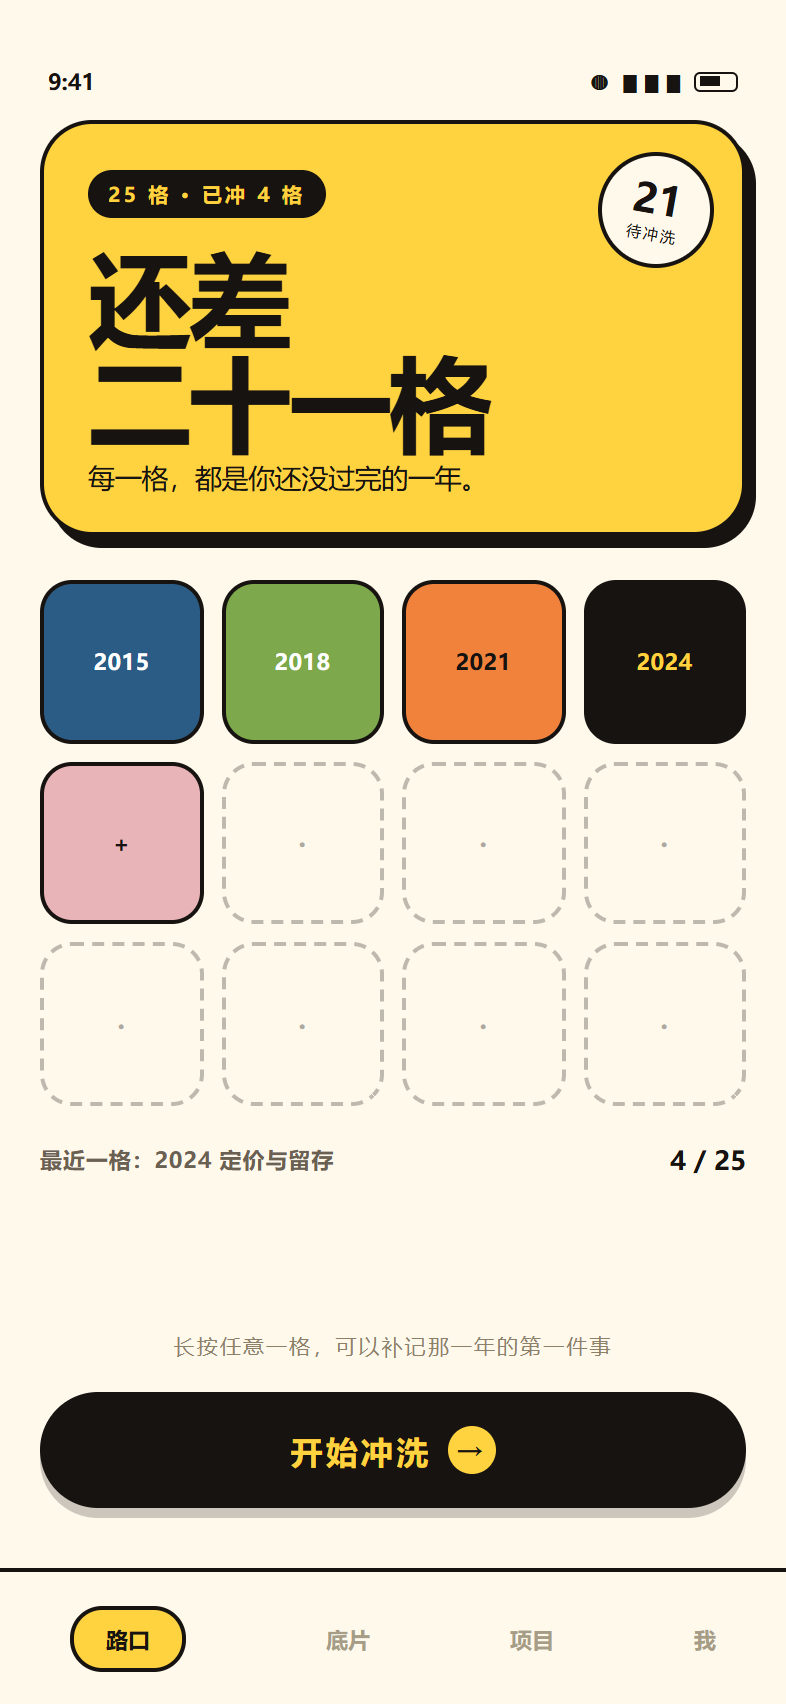 9:41
25 格 • 已冲 4 格
21
待冲洗
还差
二十一格
每一格，都是你还没过完的一年。
2015
2018
2021
2024
+
最近一格：2024 定价与留存
4 / 25
长按任意一格，可以补记那一年的第一件事
开始冲洗 →
路口
底片
项目
我